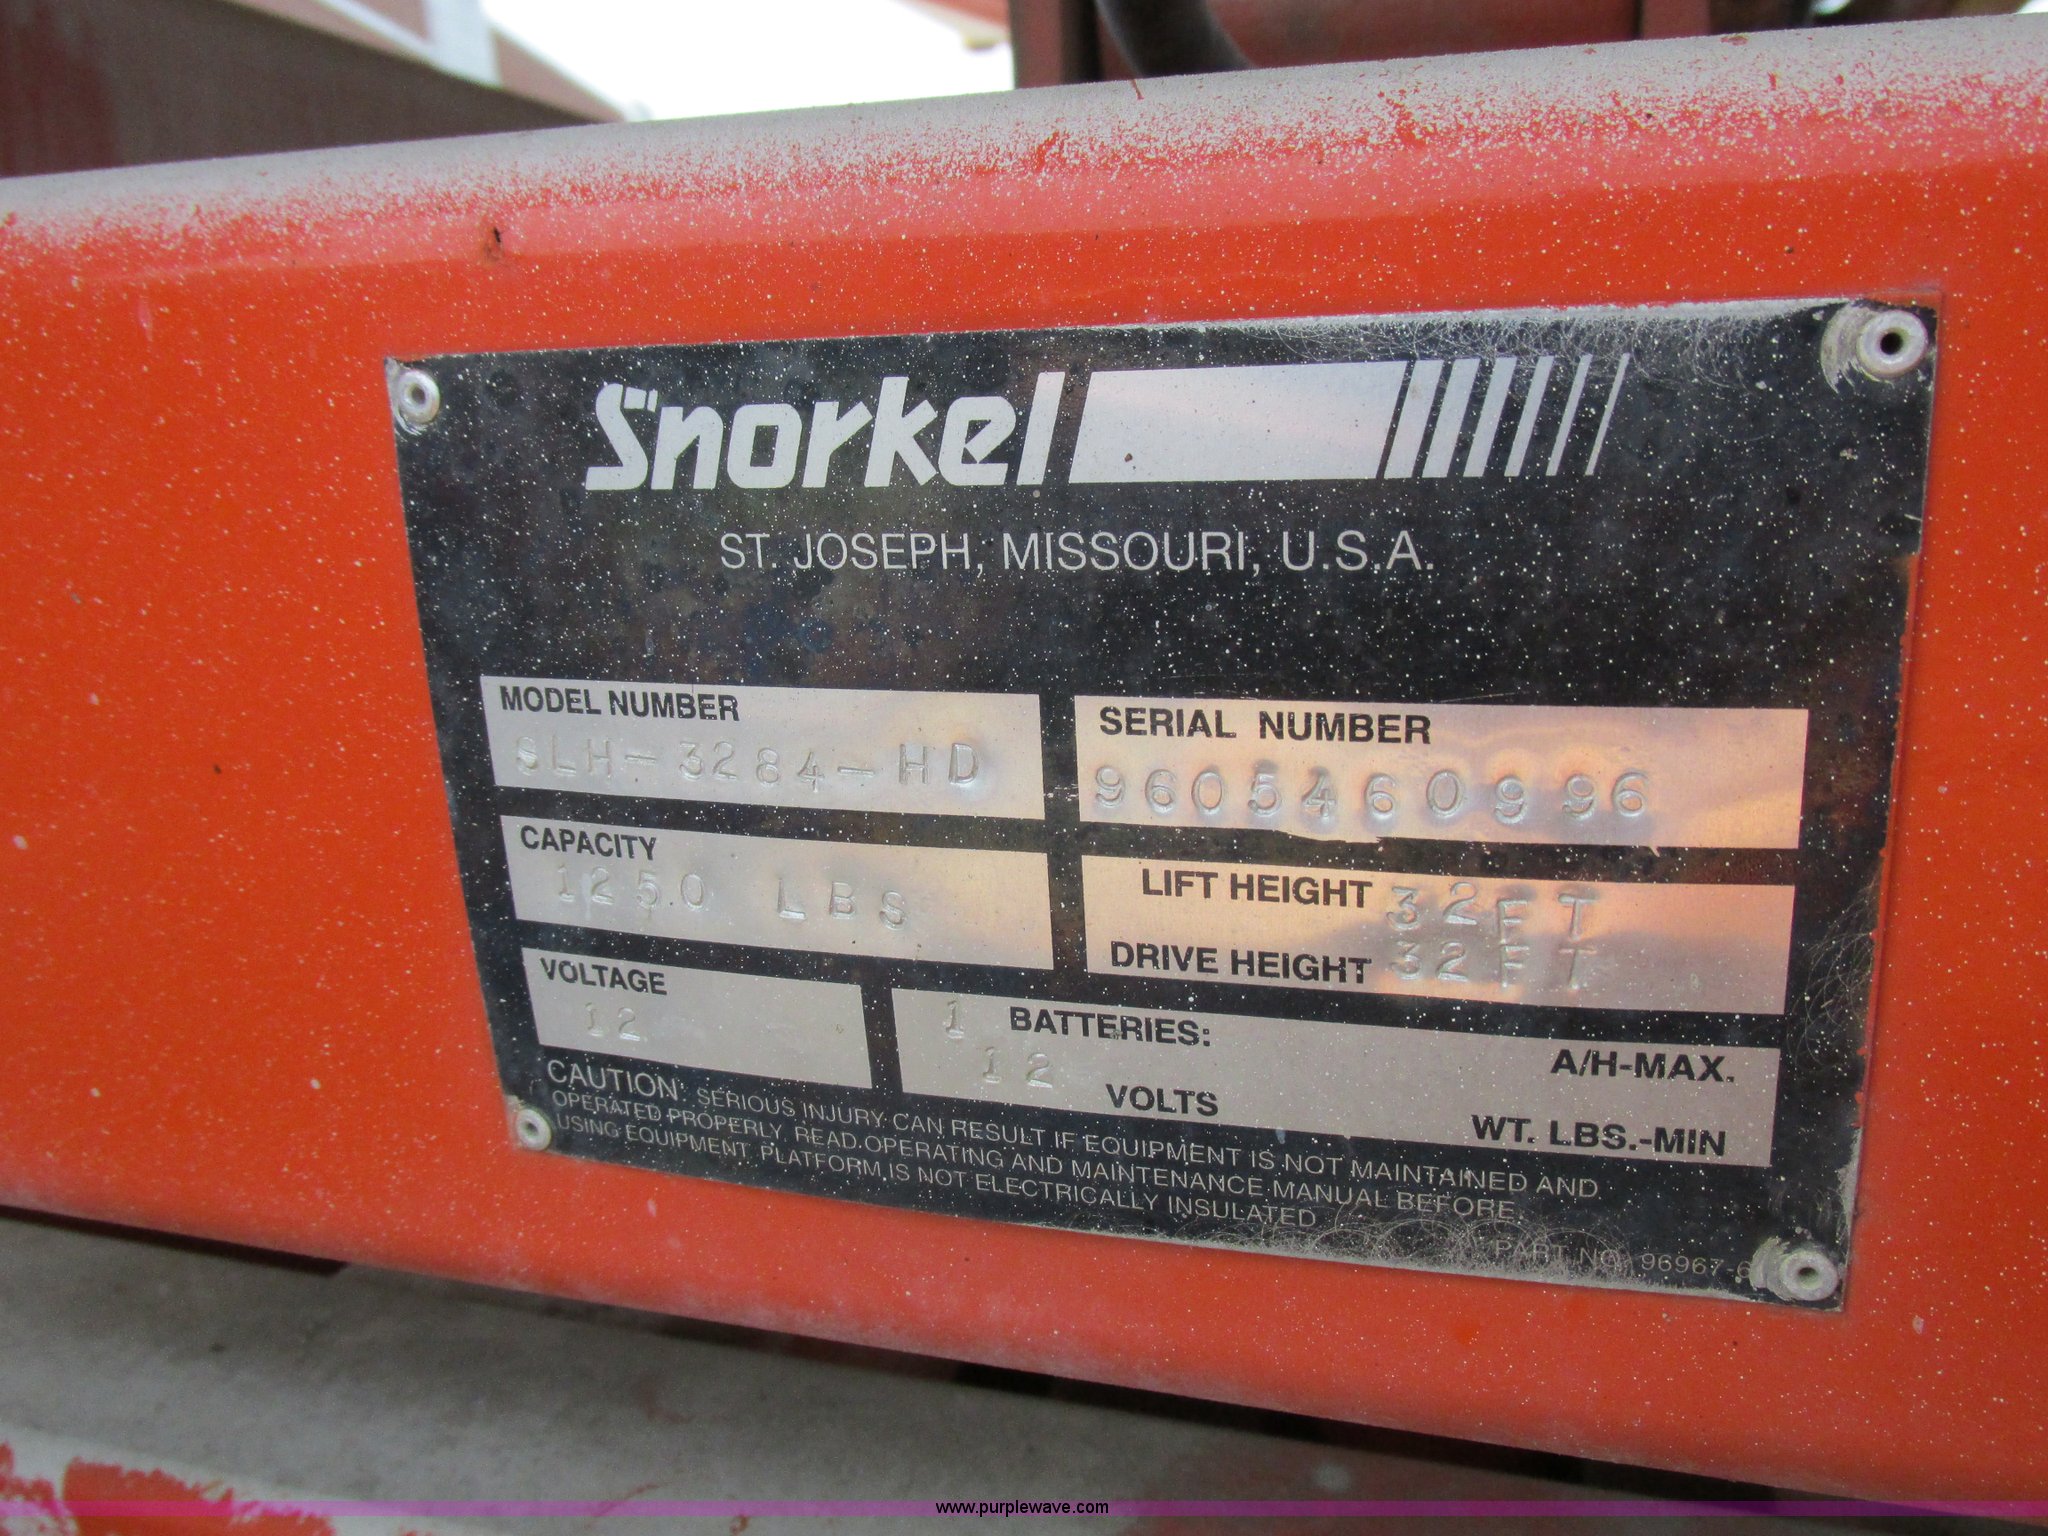 Snorkel
ST. JOSEPH, MISSOURI, U.S.A.
MODEL NUMBER
SLH-3284-HD
SERIAL NUMBER
9605460996
CAPACITY
1250 LBS
LIFT HEIGHT 32FT
DRIVE HEIGHT 32FT
VOLTAGE
12
1 BATTERIES:
12 VOLTS
A/H-MAX.
WT. LBS.-MIN
CAUTION: SERIOUS INJURY CAN RESULT IF EQUIPMENT IS NOT MAINTAINED AND
OPERATED PROPERLY. READ OPERATING AND MAINTENANCE MANUAL BEFORE
USING EQUIPMENT. PLATFORM IS NOT ELECTRICALLY INSULATED
PART NO. 96967-6
www.purplewave.com